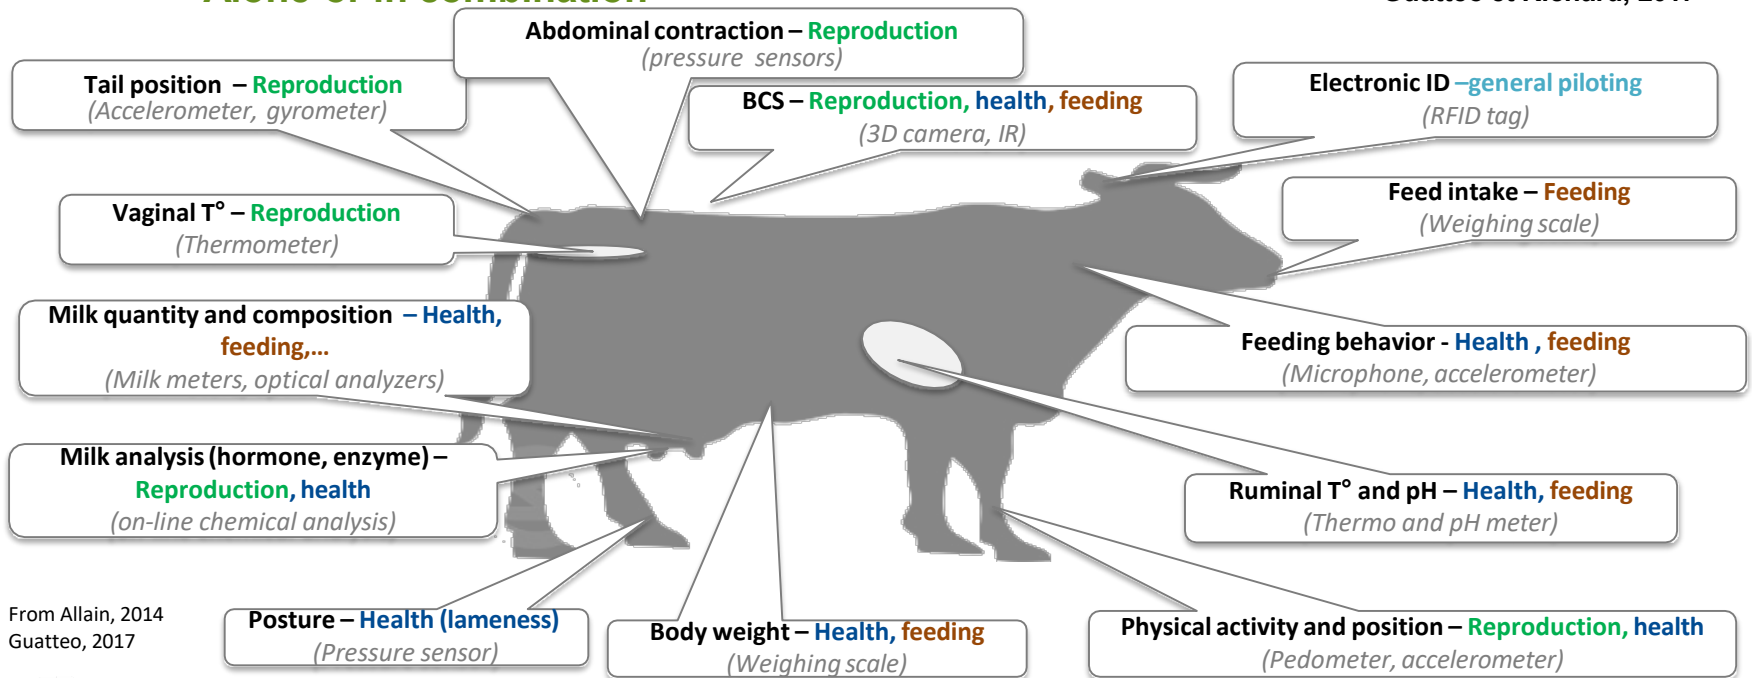 Alone or in combination
Abdominal contraction – Reproduction
(pressure sensors)
Tail position – Reproduction
(Accelerometer, gyrometer)
BCS – Reproduction, health, feeding
(3D camera, IR)
Electronic ID –general piloting
(RFID tag)
Vaginal T° – Reproduction
(Thermometer)
Feed intake – Feeding
(Weighing scale)
Milk quantity and composition – Health,
feeding,...
(Milk meters, optical analyzers)
Feeding behavior - Health , feeding
(Microphone, accelerometer)
Milk analysis (hormone, enzyme) –
Reproduction, health
(on-line chemical analysis)
Ruminal T° and pH – Health, feeding
(Thermo and pH meter)
From Allain, 2014
Guatteo, 2017
Posture – Health (lameness)
(Pressure sensor)
Body weight – Health, feeding
(Weighing scale)
Physical activity and position – Reproduction, health
(Pedometer, accelerometer)